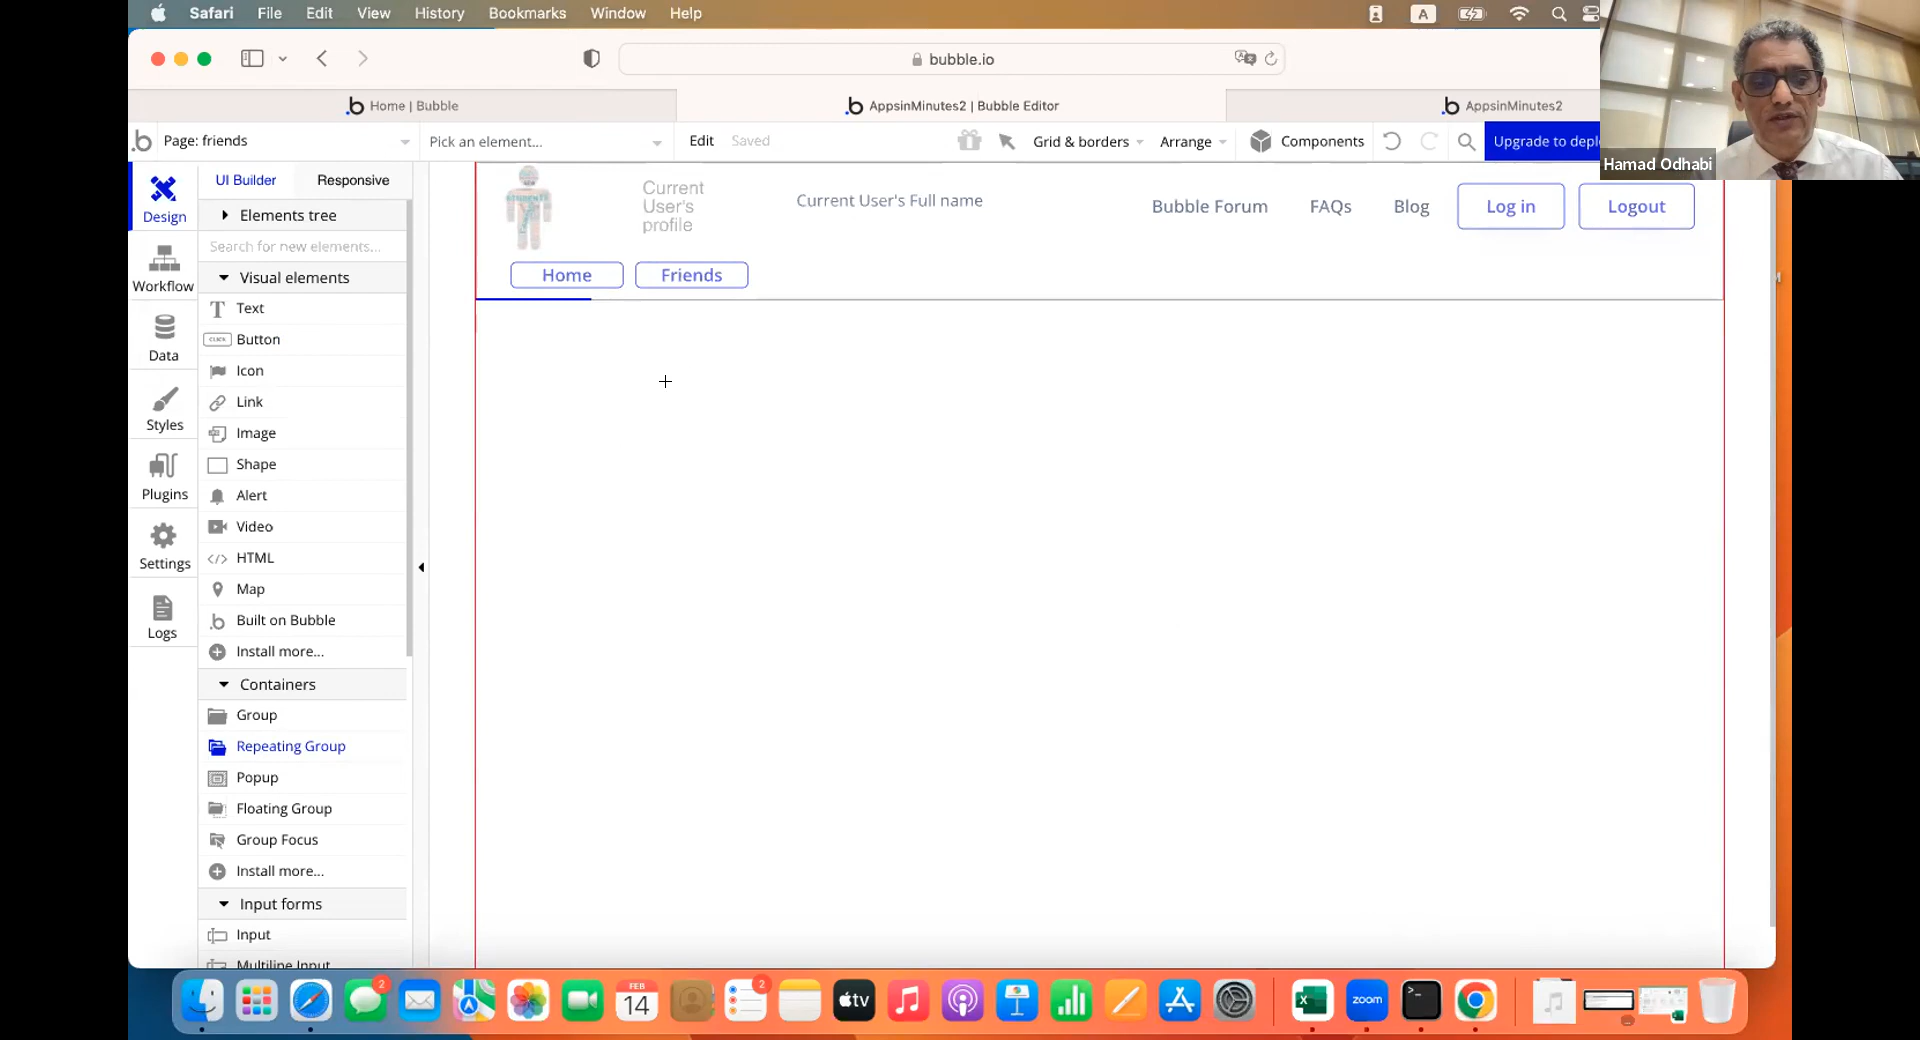 Safari File Edit View History Bookmarks Window Help
A
bubble.io
Home | Bubble
AppsinMinutes2 | Bubble Editor
AppsinMinutes2
Hamad Odhabi
Page: friends
Pick an element...
Edit
Saved
Grid & borders
Arrange
Components
Upgrade to depl
UI Builder
Responsive
Design
Workflow
Data
Styles
Plugins
Settings
Logs
Elements tree
Search for new elements...
Visual elements
Text
CLICK Button
Icon
Link
Image
Shape
Alert
Video
HTML
Map
Built on Bubble
Install more...
Containers
Group
Repeating Group
Popup
Floating Group
Group Focus
Install more...
Input forms
Input
Multiline Input
Current
User's
profile
Current User's Full name
Bubble Forum
FAQs
Blog
Log in
Logout
Home
Friends
2
FEB
14
2
tv
zoom